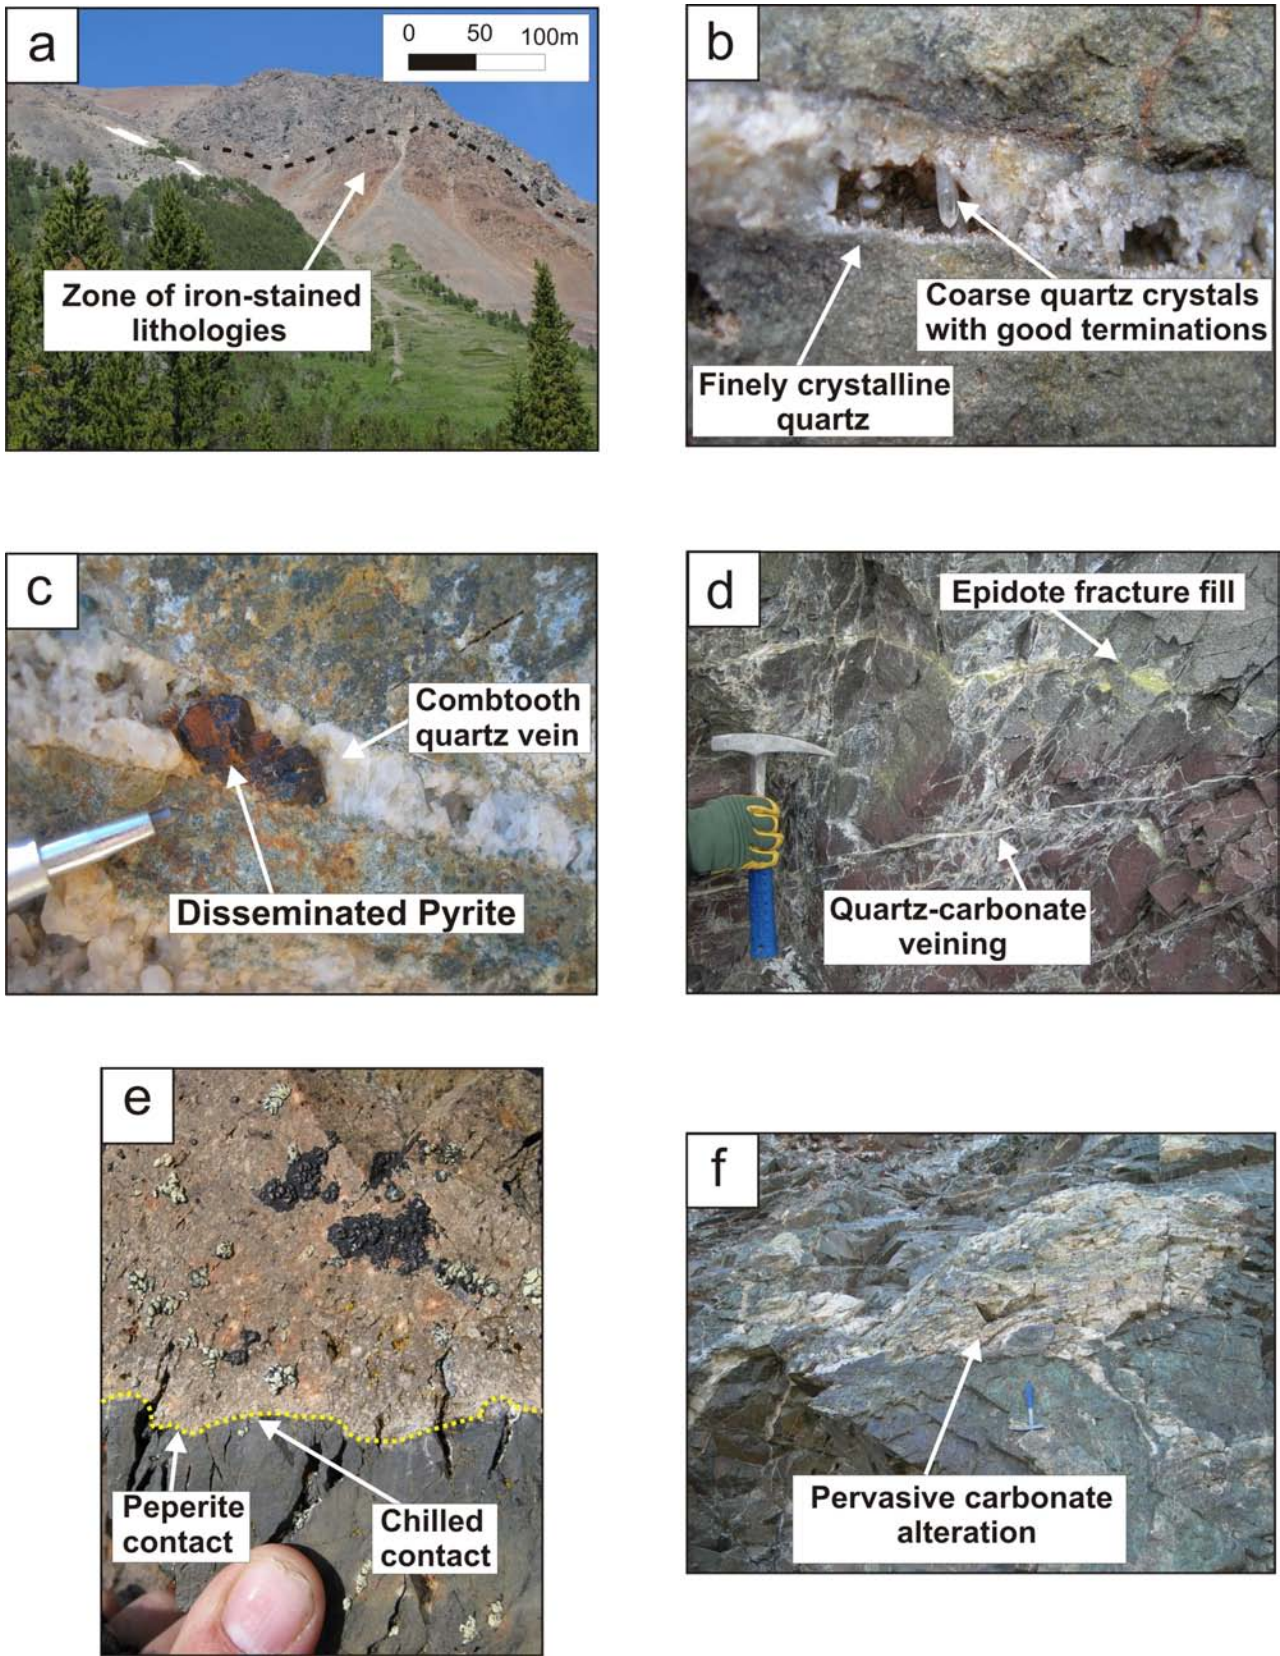 a
0 50 100m
Zone of iron-stained
lithologies
b
Coarse quartz crystals
with good terminations
Finely crystalline
quartz
c
Combtooth
quartz vein
Disseminated Pyrite
d
Epidote fracture fill
Quartz-carbonate
veining
e
Peperite
contact
Chilled
contact
f
Pervasive carbonate
alteration